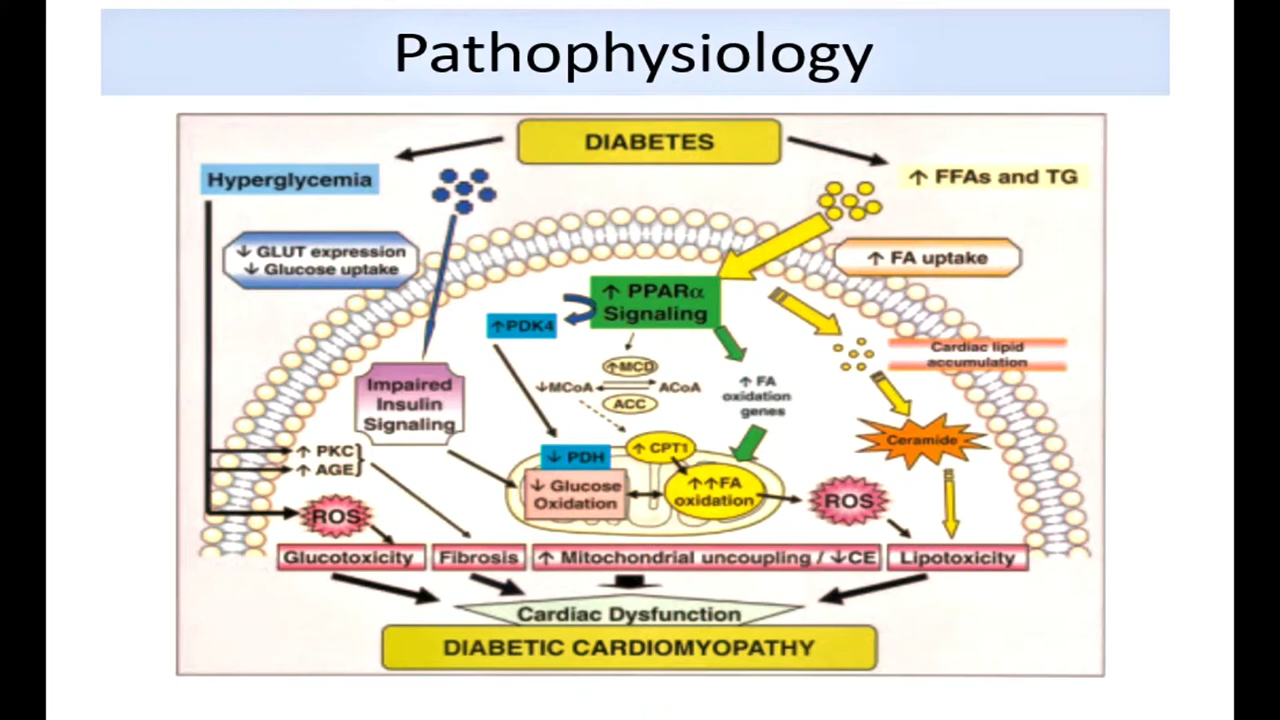 Pathophysiology
DIABETES
Hyperglycemia
↑ FFAs and TG
↓ GLUT expression
↓ Glucose uptake
↑ FA uptake
↑ PPARα
Signaling
↑PDK4
Cardiac lipid
accumulation
↑MCD
↓MCoA
ACoA
ACC
↑ FA
oxidation
genes
Impaired
Insulin
Signaling
Ceramide
↑ PKC
↑ AGE
↓ PDH
↑ CPT1
↓ Glucose
Oxidation
↑↑FA
oxidation
ROS
ROS
Glucotoxicity
Fibrosis
↑ Mitochondrial uncoupling / ↓CE
Lipotoxicity
Cardiac Dysfunction
DIABETIC CARDIOMYOPATHY